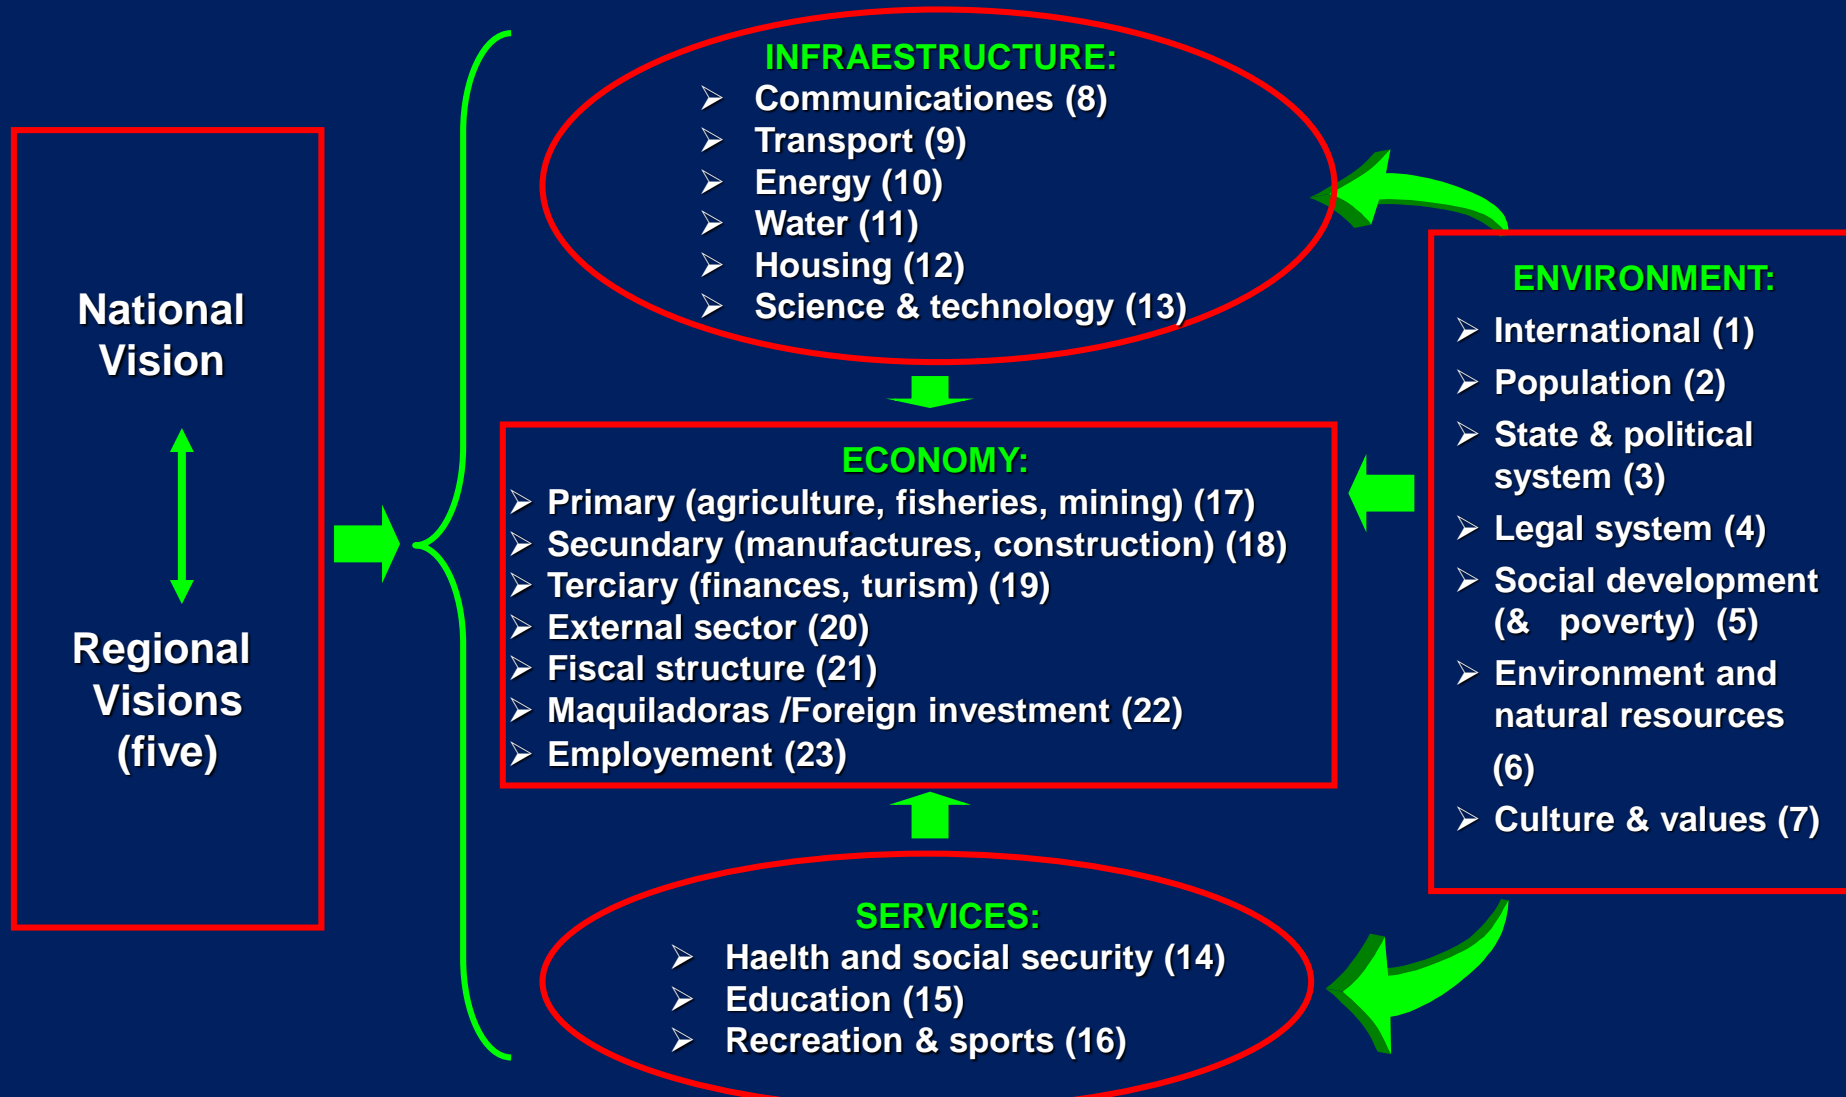 National
Vision
Regional
Visions
(five)
INFRAESTRUCTURE:
➢ Communicationes (8)
➢ Transport (9)
➢ Energy (10)
➢ Water (11)
➢ Housing (12)
➢ Science & technology (13)
ECONOMY:
➢ Primary (agriculture, fisheries, mining) (17)
➢ Secundary (manufactures, construction) (18)
➢ Terciary (finances, turism) (19)
➢ External sector (20)
➢ Fiscal structure (21)
➢ Maquiladoras /Foreign investment (22)
➢ Employement (23)
SERVICES:
➢ Haelth and social security (14)
➢ Education (15)
➢ Recreation & sports (16)
ENVIRONMENT:
➢ International (1)
➢ Population (2)
➢ State & political
system (3)
➢ Legal system (4)
➢ Social development
(& poverty) (5)
➢ Environment and
natural resources
(6)
➢ Culture & values (7)